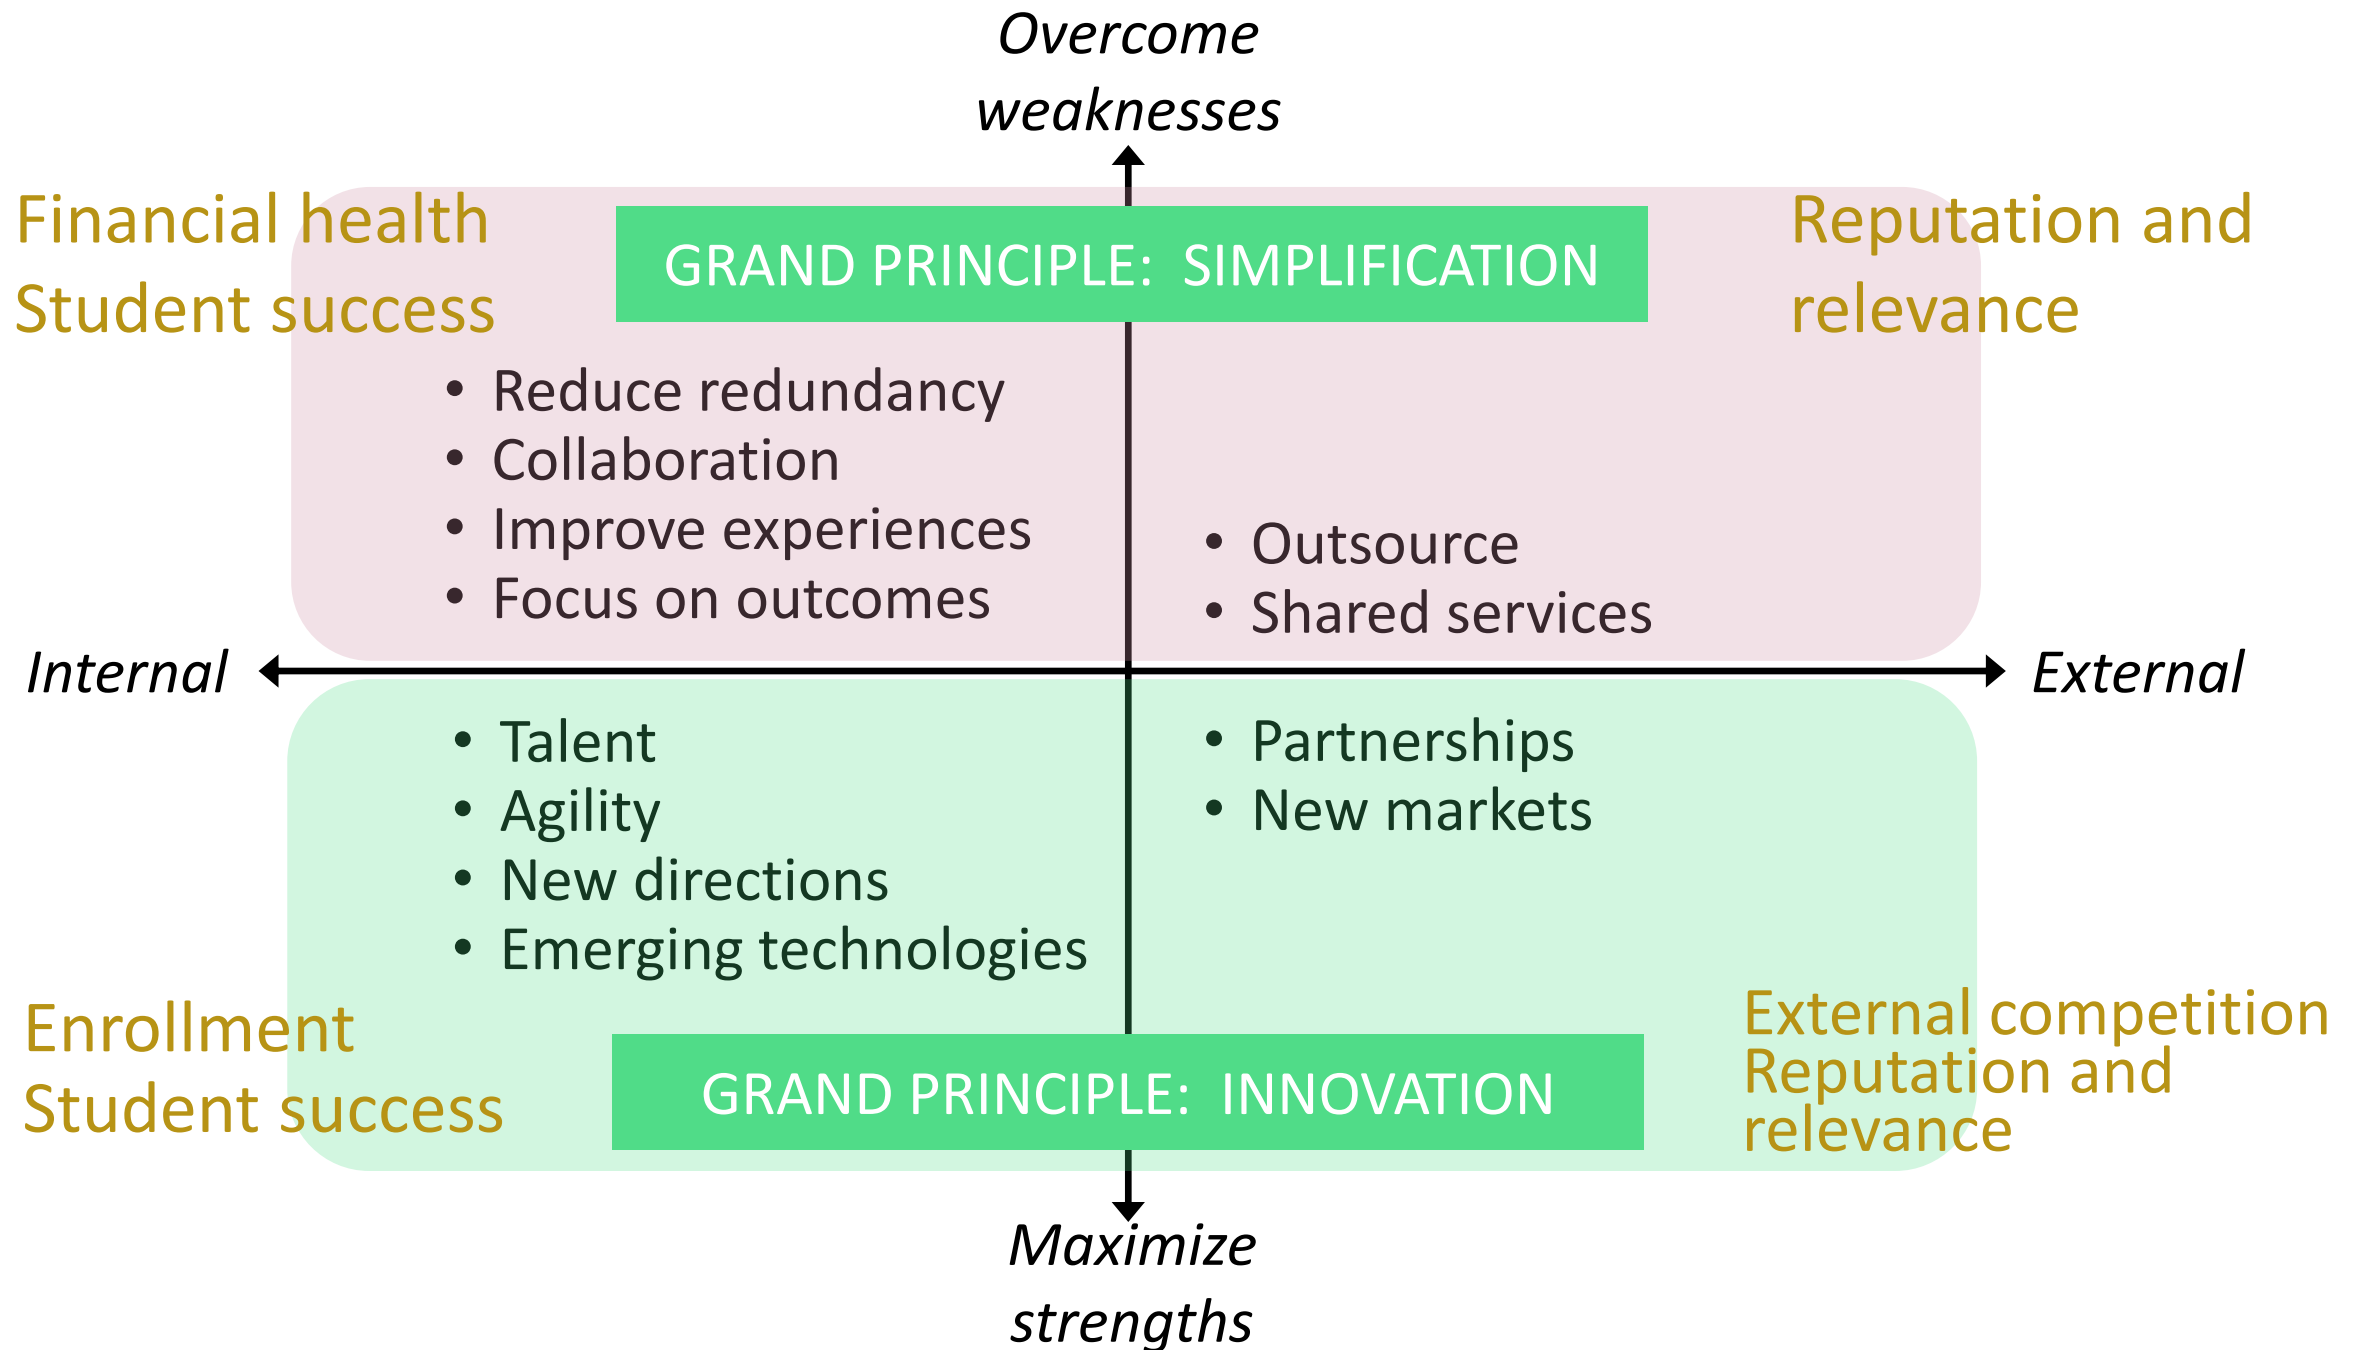 Overcome
weaknesses
Financial health
Student success
GRAND PRINCIPLE:  SIMPLIFICATION
Reputation and
relevance
• Reduce redundancy
• Collaboration
• Improve experiences
• Focus on outcomes
• Outsource
• Shared services
Internal
External
• Talent
• Agility
• New directions
• Emerging technologies
• Partnerships
• New markets
Enrollment
Student success
GRAND PRINCIPLE:  INNOVATION
External competition
Reputation and
relevance
Maximize
strengths